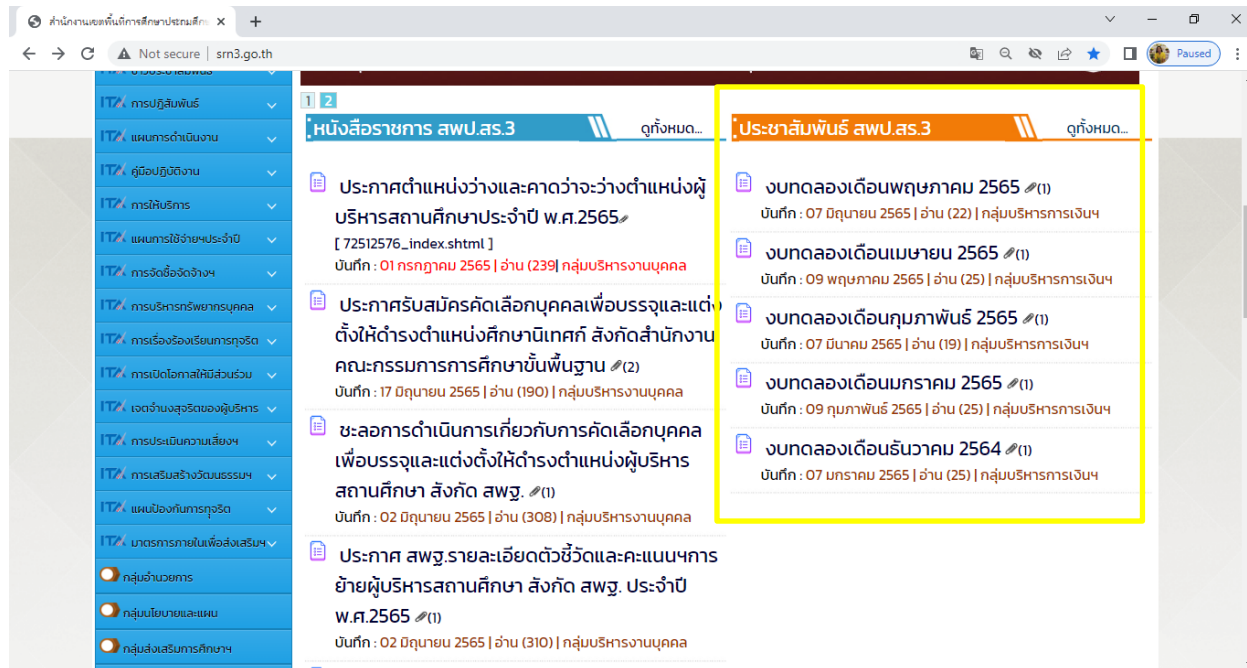 สำนักงานเขตพื้นที่การศึกษาประถมศึก
Not secure | srn3.go.th
Paused
ITA การปฏิสัมพันธ์
ITA แผนการดำเนินงาน
ITA คู่มือปฏิบัติงาน
ITA การให้บริการ
ITA แผนการใช้จ่ายฯประจำปี
ITA การจัดซื้อจัดจ้างฯ
ITA การบริหารทรัพยากรบุคคล
ITA การเรื่องร้องเรียนการทุจริต
ITA การเปิดโอกาสให้มีส่วนร่วม
ITA เจตจำนงสุจริตของผู้บริหาร
ITA การประเมินความเสี่ยงฯ
ITA การเสริมสร้างวัฒนธรรมฯ
ITA แผนป้องกันการทุจริต
ITA มาตรการภายในเพื่อส่งเสริมฯ
กลุ่มอำนวยการ
กลุ่มนโยบายและแผน
กลุ่มส่งเสริมการศึกษาฯ
1 2
หนังสือราชการ สพป.สร.3 ดูทั้งหมด...
ประกาศตำแหน่งว่างและคาดว่าจะว่างตำแหน่งผู้
บริหารสถานศึกษาประจำปี พ.ศ.2565
[ 72512576_index.shtml ]
บันทึก : 01 กรกฎาคม 2565 | อ่าน (239| กลุ่มบริหารงานบุคคล
ประกาศรับสมัครคัดเลือกบุคคลเพื่อบรรจุและแต่ง
ตั้งให้ดำรงตำแหน่งศึกษานิเทศก์ สังกัดสำนักงาน
คณะกรรมการการศึกษาขั้นพื้นฐาน (2)
บันทึก : 17 มิถุนายน 2565 | อ่าน (190) | กลุ่มบริหารงานบุคคล
ชะลอการดำเนินการเกี่ยวกับการคัดเลือกบุคคล
เพื่อบรรจุและแต่งตั้งให้ดำรงตำแหน่งผู้บริหาร
สถานศึกษา สังกัด สพฐ. (1)
บันทึก : 02 มิถุนายน 2565 | อ่าน (308) | กลุ่มบริหารงานบุคคล
ประกาศ สพฐ.รายละเอียดตัวชี้วัดและคะแนนฯการ
ย้ายผู้บริหารสถานศึกษา สังกัด สพฐ. ประจำปี
พ.ศ.2565 (1)
บันทึก : 02 มิถุนายน 2565 | อ่าน (310) | กลุ่มบริหารงานบุคคล
ประชาสัมพันธ์ สพป.สร.3 ดูทั้งหมด...
งบทดลองเดือนพฤษภาคม 2565 (1)
บันทึก : 07 มิถุนายน 2565 | อ่าน (22) | กลุ่มบริหารการเงินฯ
งบทดลองเดือนเมษายน 2565 (1)
บันทึก : 09 พฤษภาคม 2565 | อ่าน (25) | กลุ่มบริหารการเงินฯ
งบทดลองเดือนกุมภาพันธ์ 2565 (1)
บันทึก : 07 มีนาคม 2565 | อ่าน (19) | กลุ่มบริหารการเงินฯ
งบทดลองเดือนมกราคม 2565 (1)
บันทึก : 09 กุมภาพันธ์ 2565 | อ่าน (25) | กลุ่มบริหารการเงินฯ
งบทดลองเดือนธันวาคม 2564 (1)
บันทึก : 07 มกราคม 2565 | อ่าน (25) | กลุ่มบริหารการเงินฯ